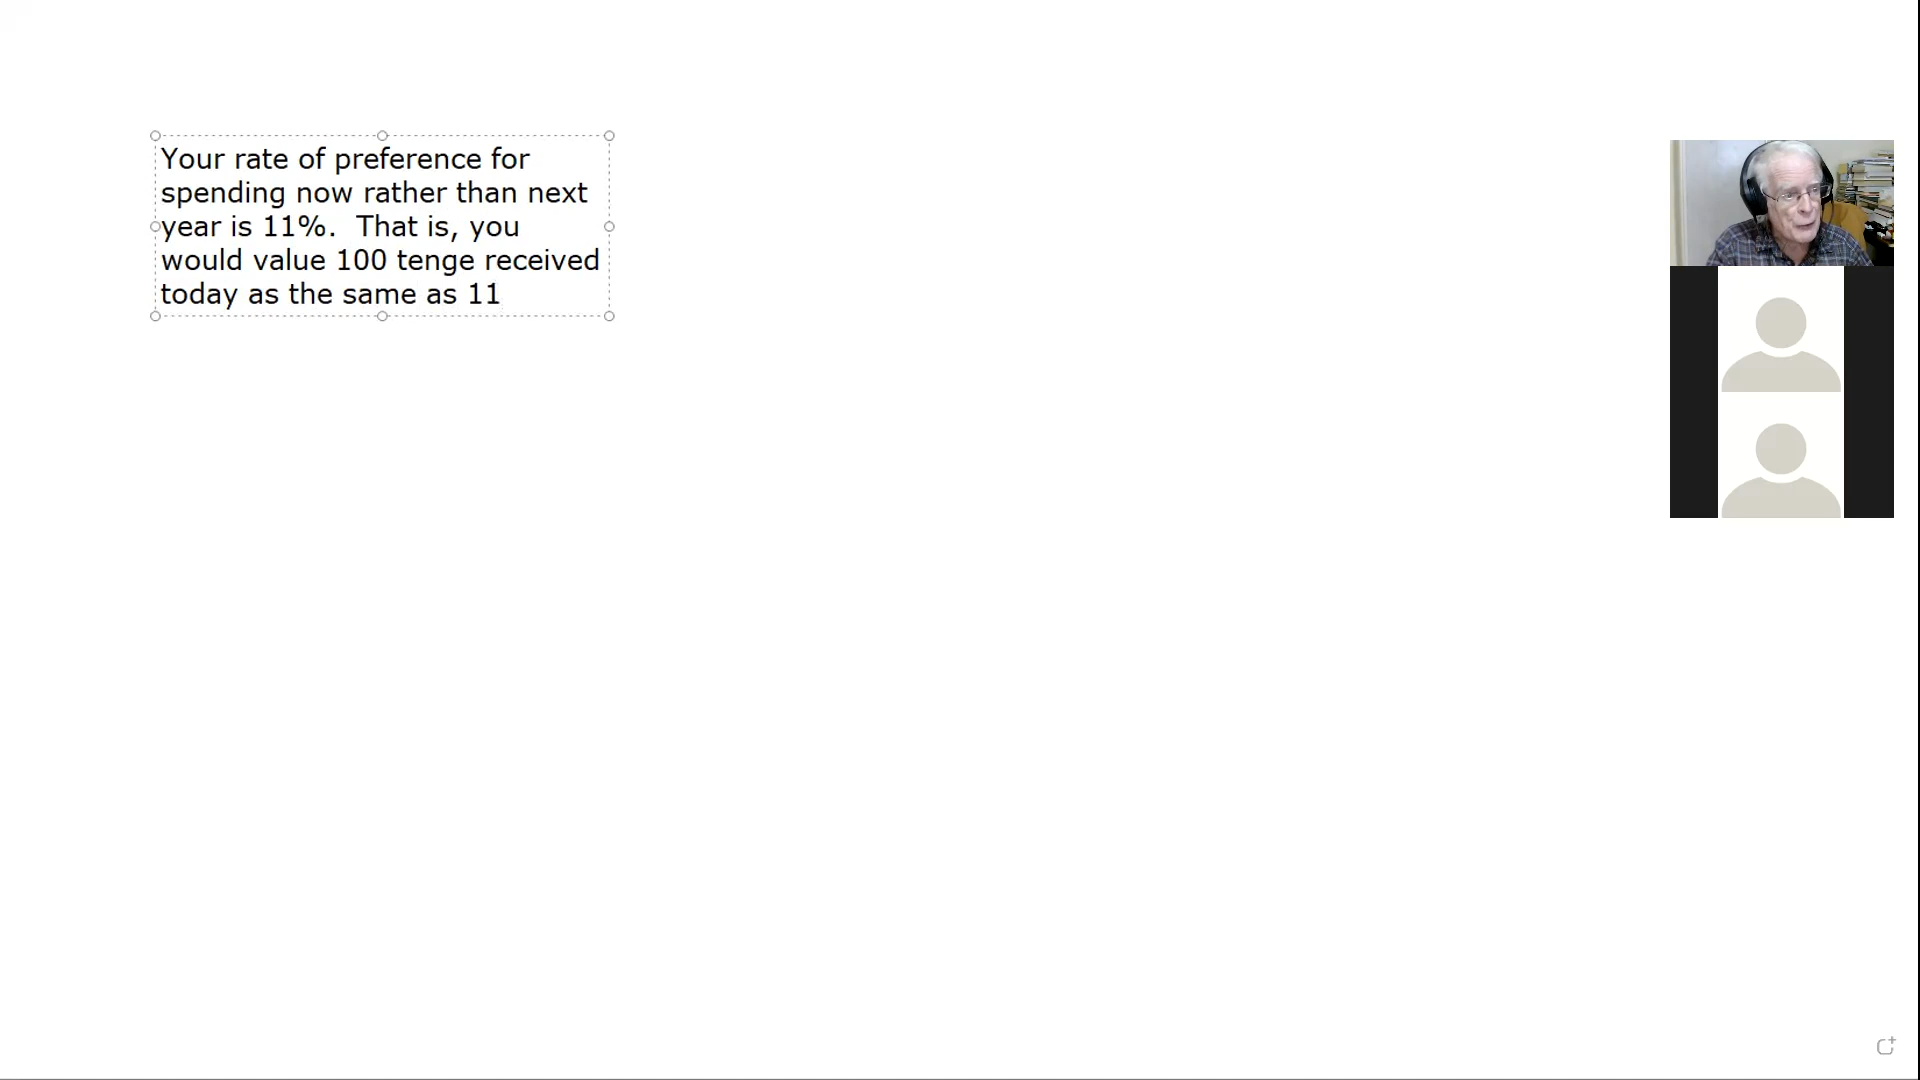 Your rate of preference for
spending now rather than next
year is 11%.  That is, you
would value 100 tenge received
today as the same as 11